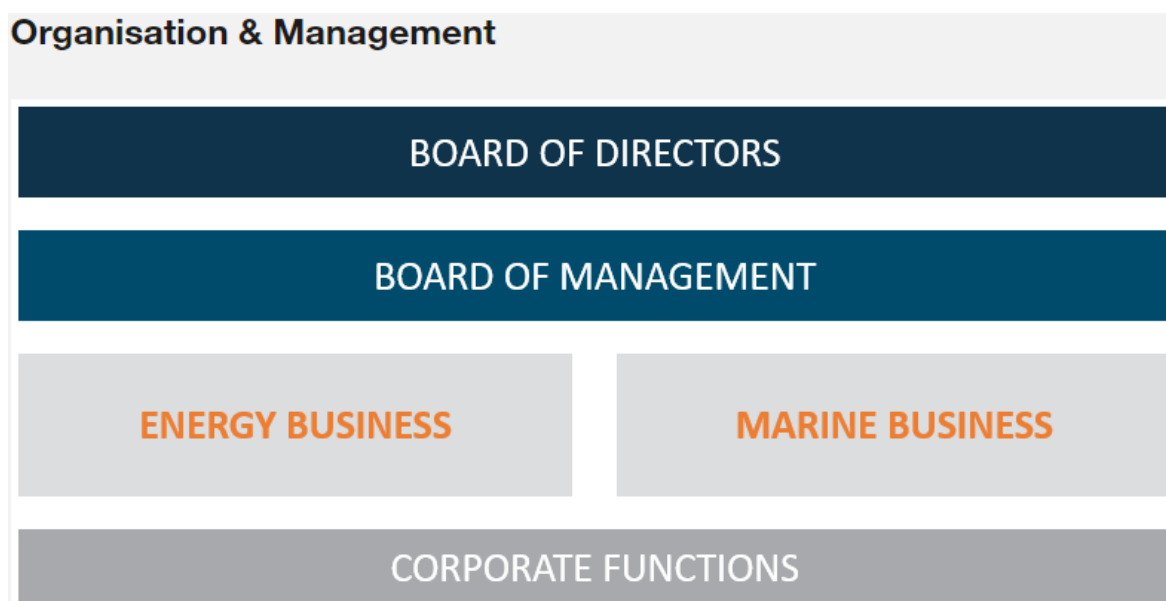 Organisation & Management
BOARD OF DIRECTORS
BOARD OF MANAGEMENT
ENERGY BUSINESS
MARINE BUSINESS
CORPORATE FUNCTIONS